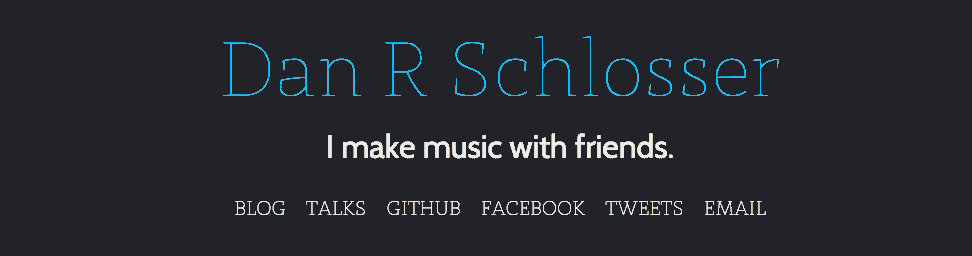 Dan R Schlosser
I make music with friends.
BLOG TALKS GITHUB FACEBOOK TWEETS EMAIL